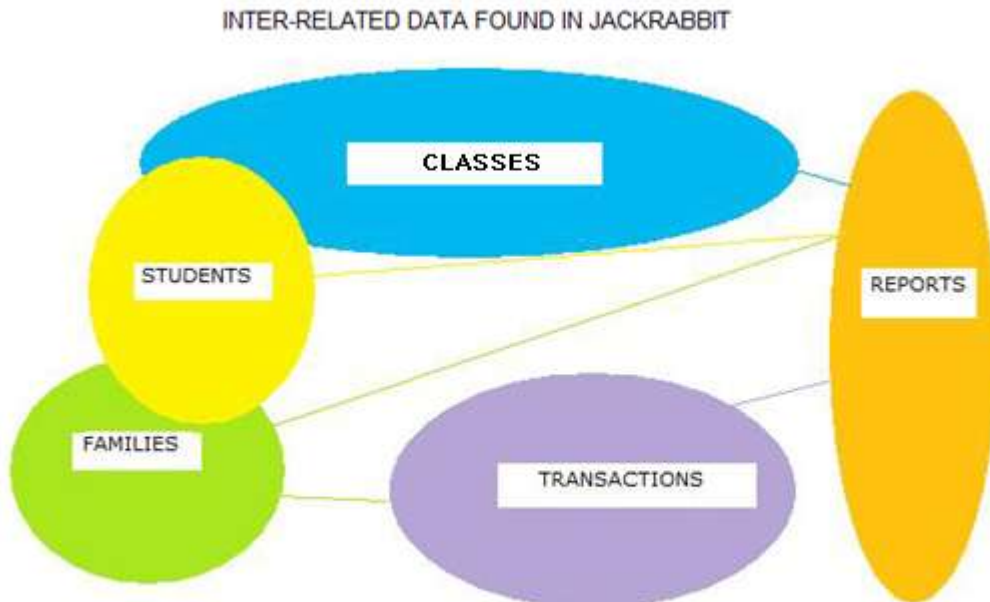 INTER-RELATED DATA FOUND IN JACKRABBIT
CLASSES
STUDENTS
REPORTS
FAMILIES
TRANSACTIONS